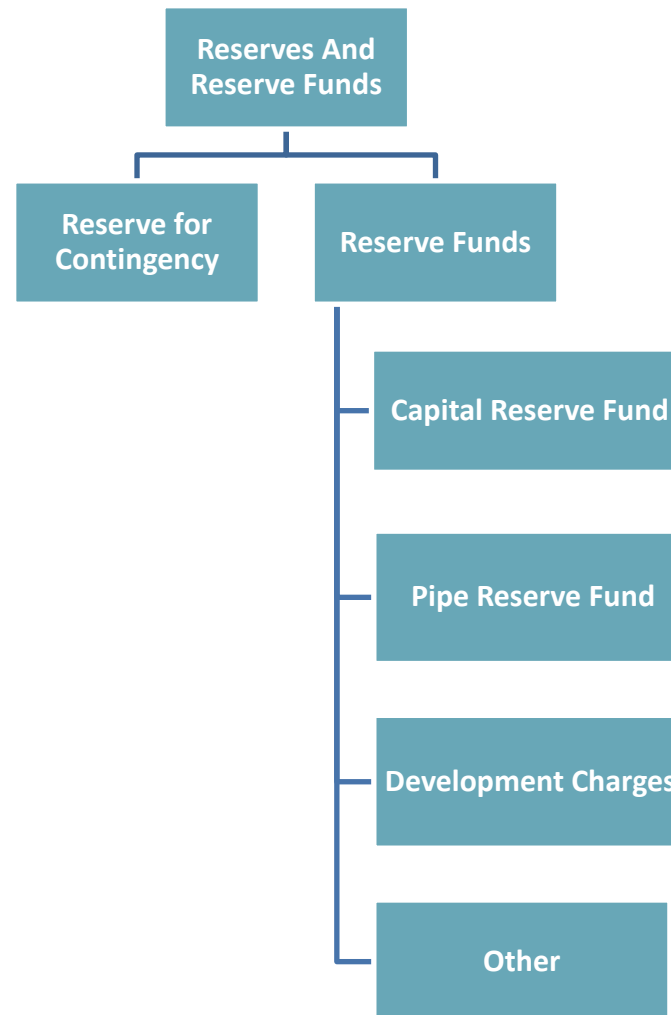 Reserves And
Reserve Funds
Reserve for
Contingency
Reserve Funds
Capital Reserve Fund
Pipe Reserve Fund
Development Charges
Other